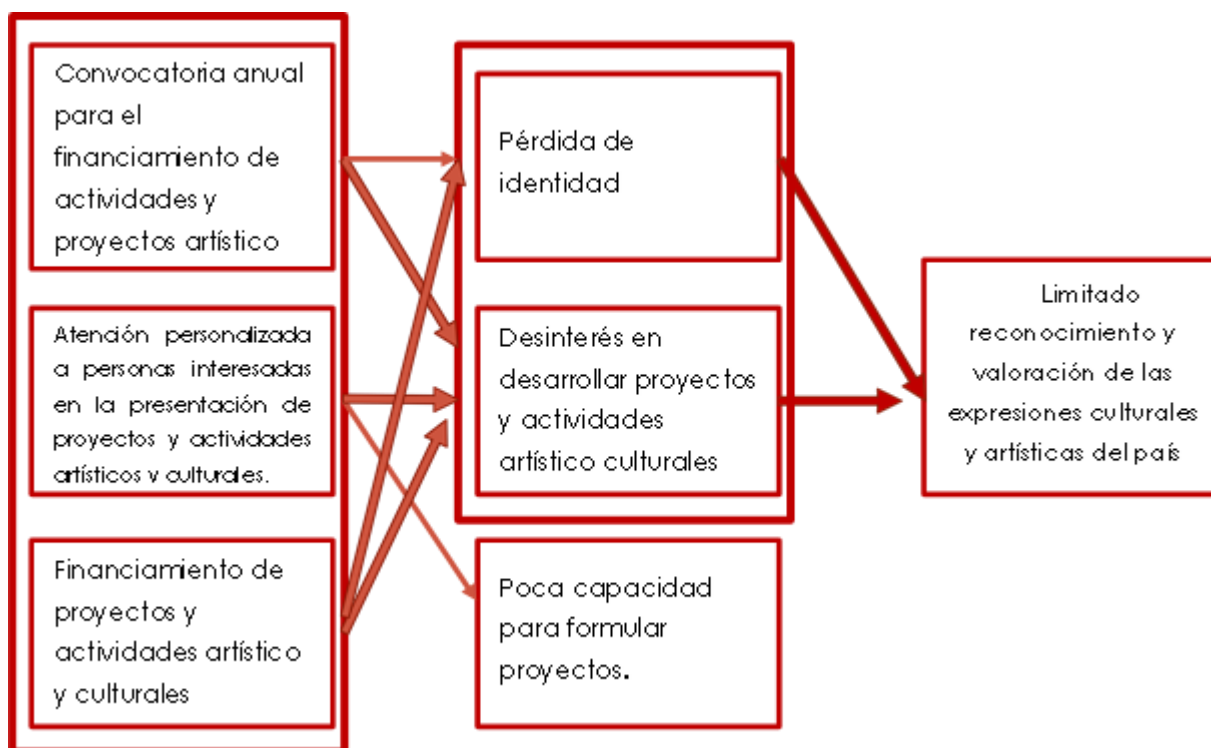 Convocatoria anual
para el
financiamiento de
actividades y
proyectos artístico
Atención personalizada
a personas interesadas
en la presentación de
proyectos y actividades
artísticos y culturales.
Financiamiento de
proyectos y
actividades artístico
y culturales
Pérdida de
identidad
Desinterés en
desarrollar proyectos
y actividades
artístico culturales
Poca capacidad
para formular
proyectos.
Limitado
reconocimiento y
valoración de las
expresiones culturales
y artísticas del país